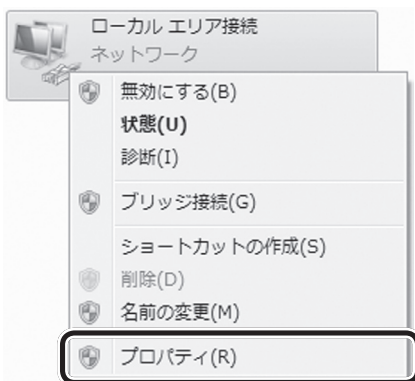 ローカル エリア接続
ネットワーク
無効にする(B)
状態(U)
診断(I)
ブリッジ接続(G)
ショートカットの作成(S)
削除(D)
名前の変更(M)
プロパティ(R)